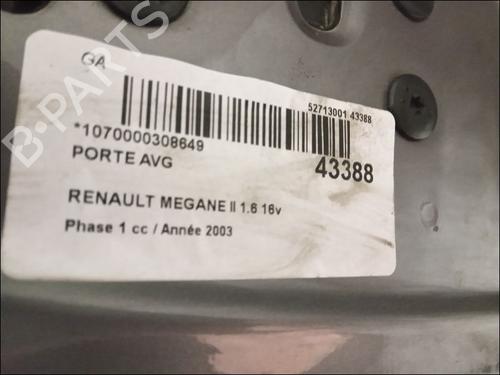 GA
52713001 43388
*1070000308649
43388
PORTE AVG
RENAULT MEGANE II 1.6 16v
Phase 1 cc / Année 2003
B-PARTS